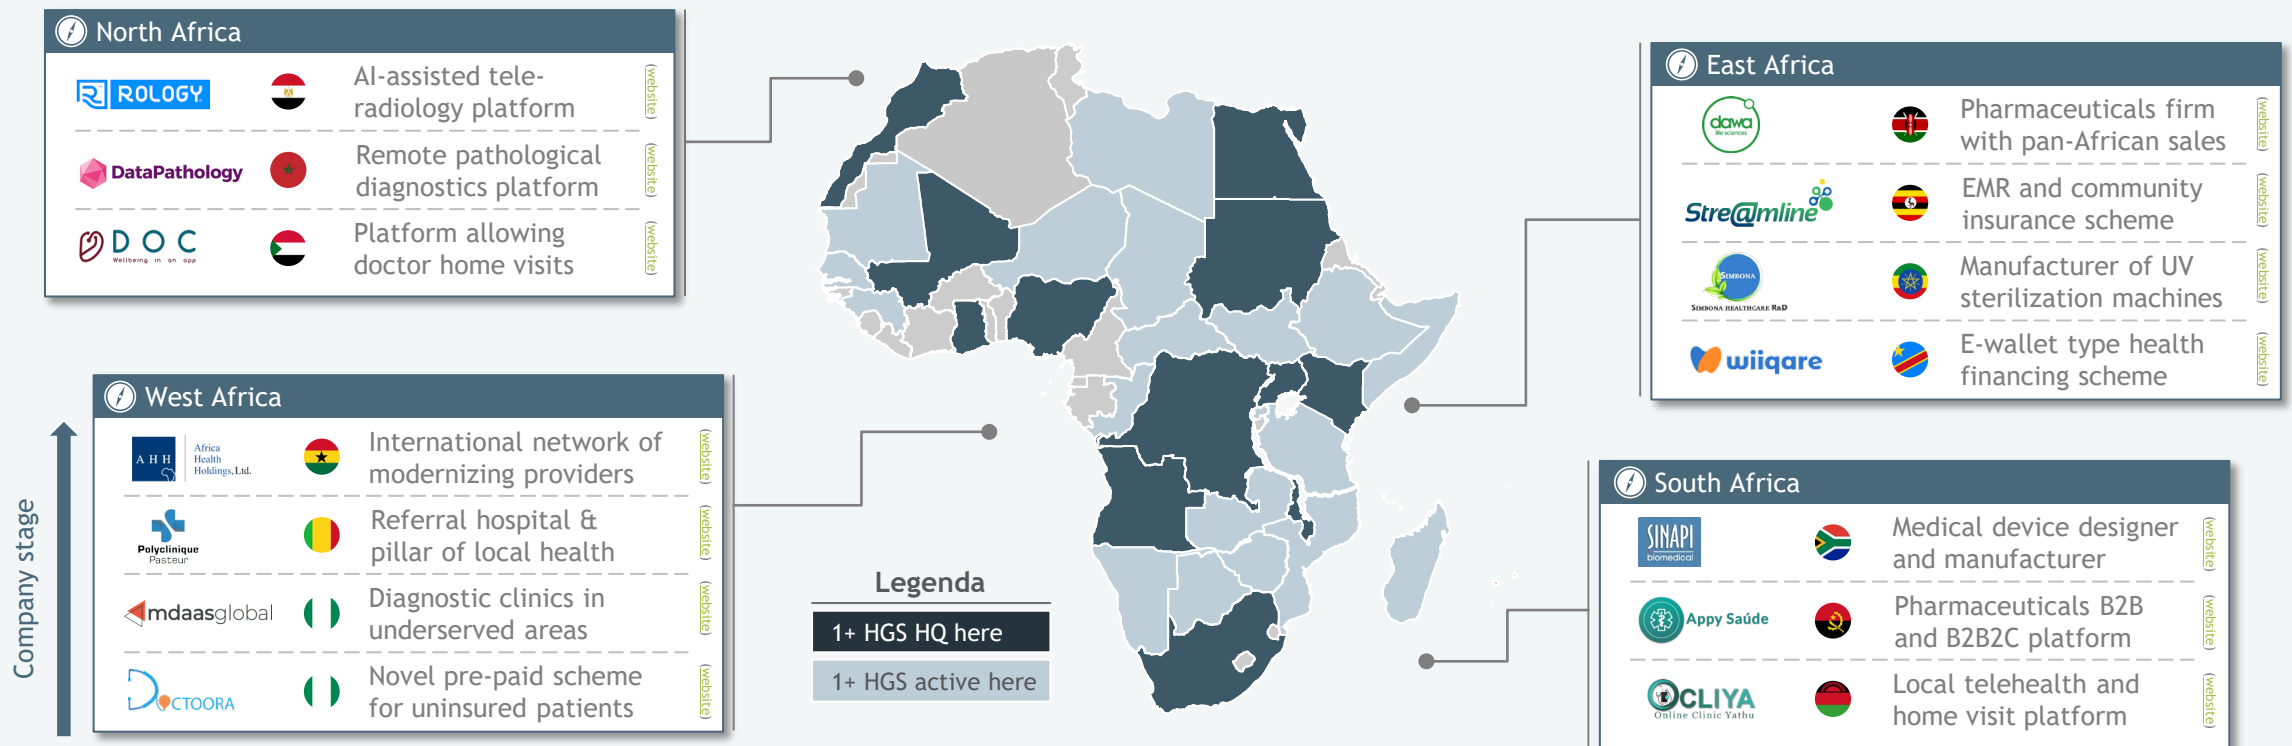 North Africa
ROLOGY
AI-assisted tele-
radiology platform
(website)
DataPathology
Remote pathological
diagnostics platform
(website)
DOC
Wellbeing in an app
Platform allowing
doctor home visits
(website)
West Africa
AHH
Africa
Health
Holdings, Ltd.
International network of
modernizing providers
(website)
Polyclinique
Pasteur
Referral hospital &
pillar of local health
(website)
mdaasglobal
Diagnostic clinics in
underserved areas
(website)
DOCTOORA
Novel pre-paid scheme
for uninsured patients
(website)
Company stage
Legenda
1+ HGS HQ here
1+ HGS active here
East Africa
dawa
life sciences
Pharmaceuticals firm
with pan-African sales
(website)
Stre@mline
EMR and community
insurance scheme
(website)
SIMBONA
SIMBONA HEALTHCARE R&D
Manufacturer of UV
sterilization machines
(website)
wiiqare
E-wallet type health
financing scheme
(website)
South Africa
SINAPI
biomedical
Medical device designer
and manufacturer
(website)
Appy Saúde
Pharmaceuticals B2B
and B2B2C platform
(website)
OCLIYA
Online Clinic Yathu
Local telehealth and
home visit platform
(website)